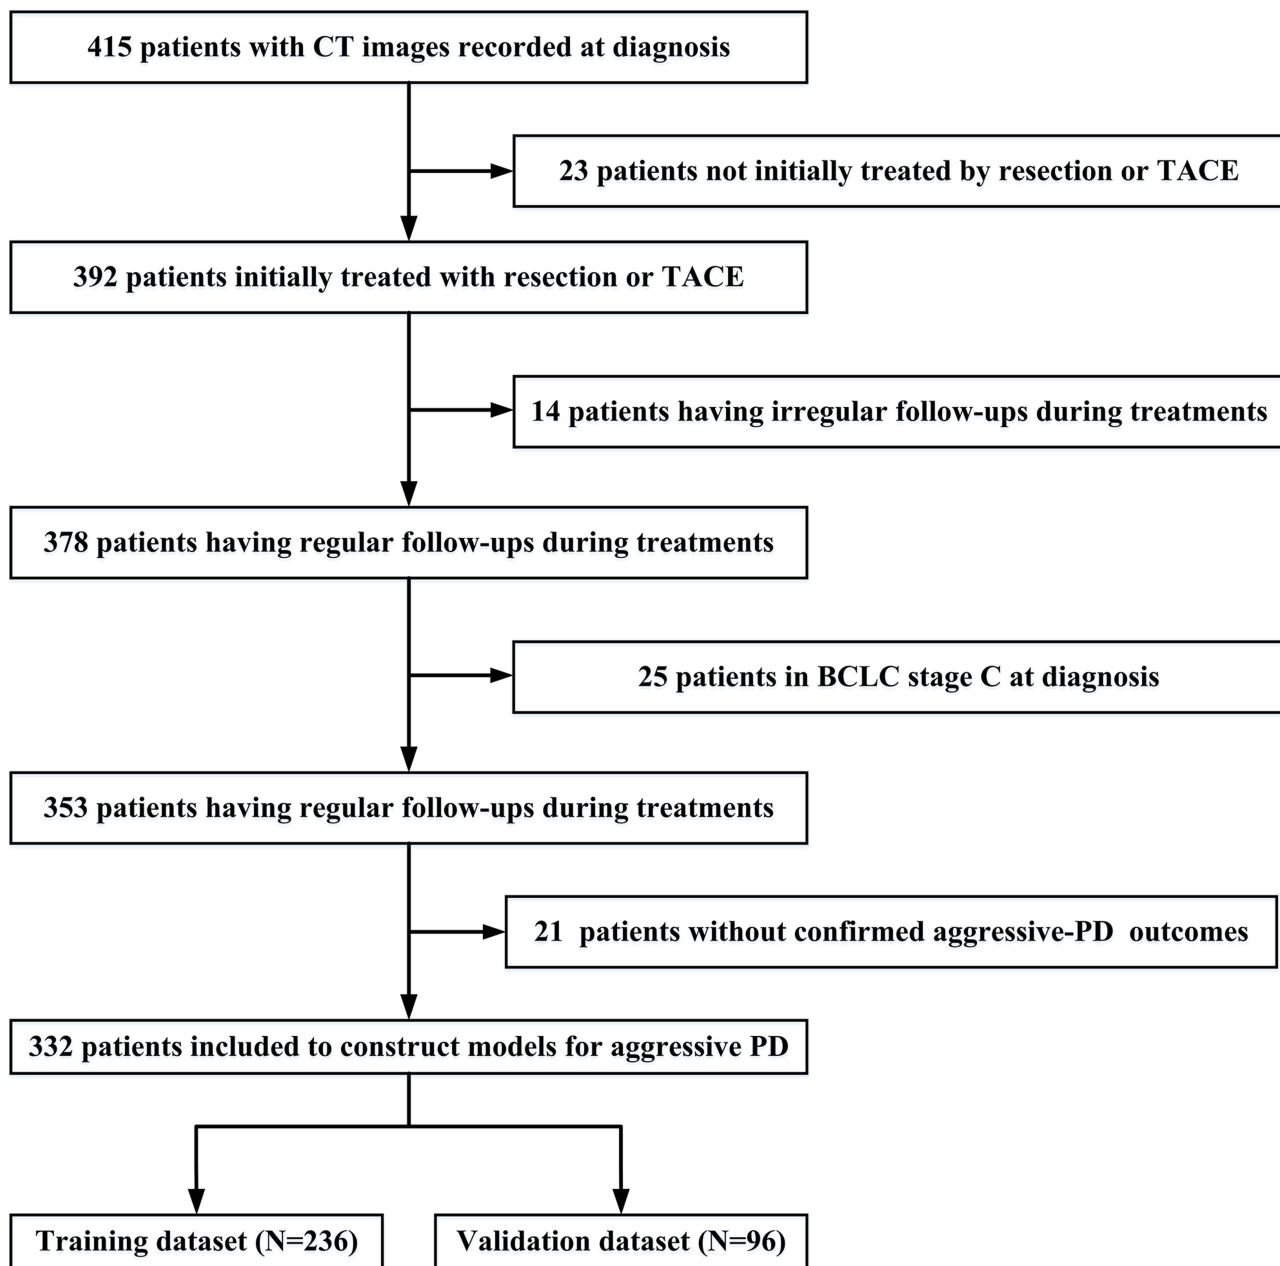 415 patients with CT images recorded at diagnosis
23 patients not initially treated by resection or TACE
392 patients initially treated with resection or TACE
14 patients having irregular follow-ups during treatments
378 patients having regular follow-ups during treatments
25 patients in BCLC stage C at diagnosis
353 patients having regular follow-ups during treatments
21 patients without confirmed aggressive-PD outcomes
332 patients included to construct models for aggressive PD
Training dataset (N=236)
Validation dataset (N=96)